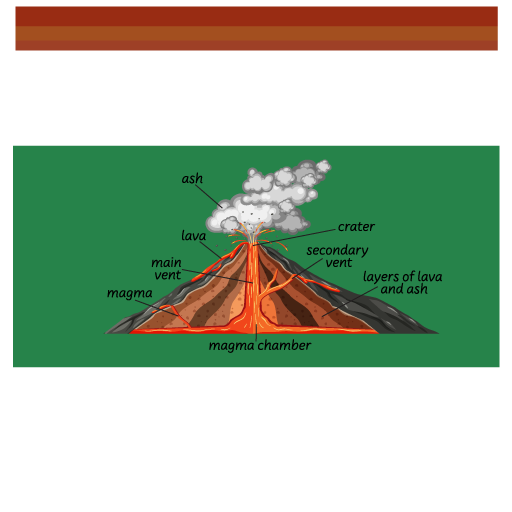 ash
crater
lava
secondary
vent
main
vent
layers of lava
and ash
magma
magma chamber